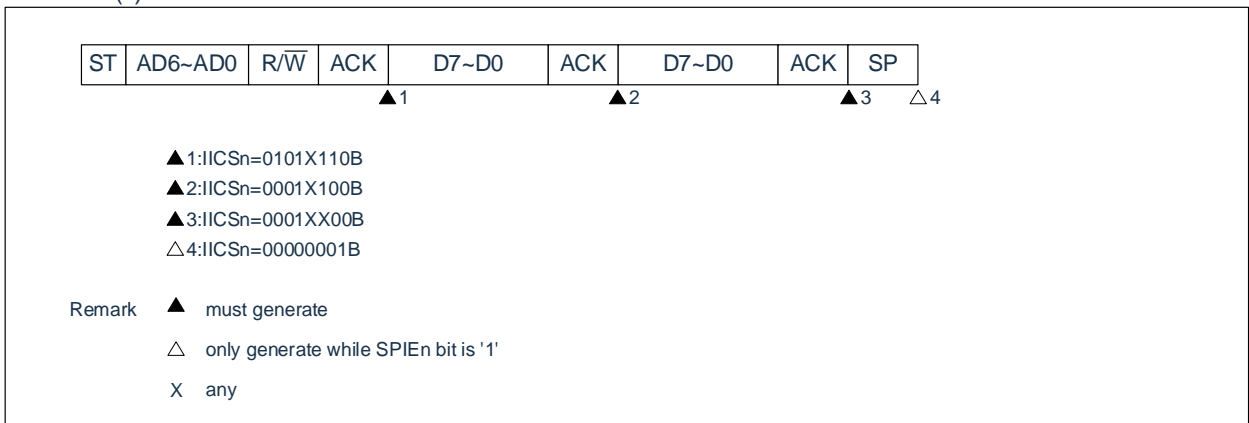 ST AD6~AD0 R/W̅ ACK D7~D0 ACK D7~D0 ACK SP
▲1 ▲2 ▲3 △4
▲1:IICSn=0101X110B
▲2:IICSn=0001X100B
▲3:IICSn=0001XX00B
△4:IICSn=00000001B
Remark ▲ must generate
△ only generate while SPIEn bit is '1'
X any